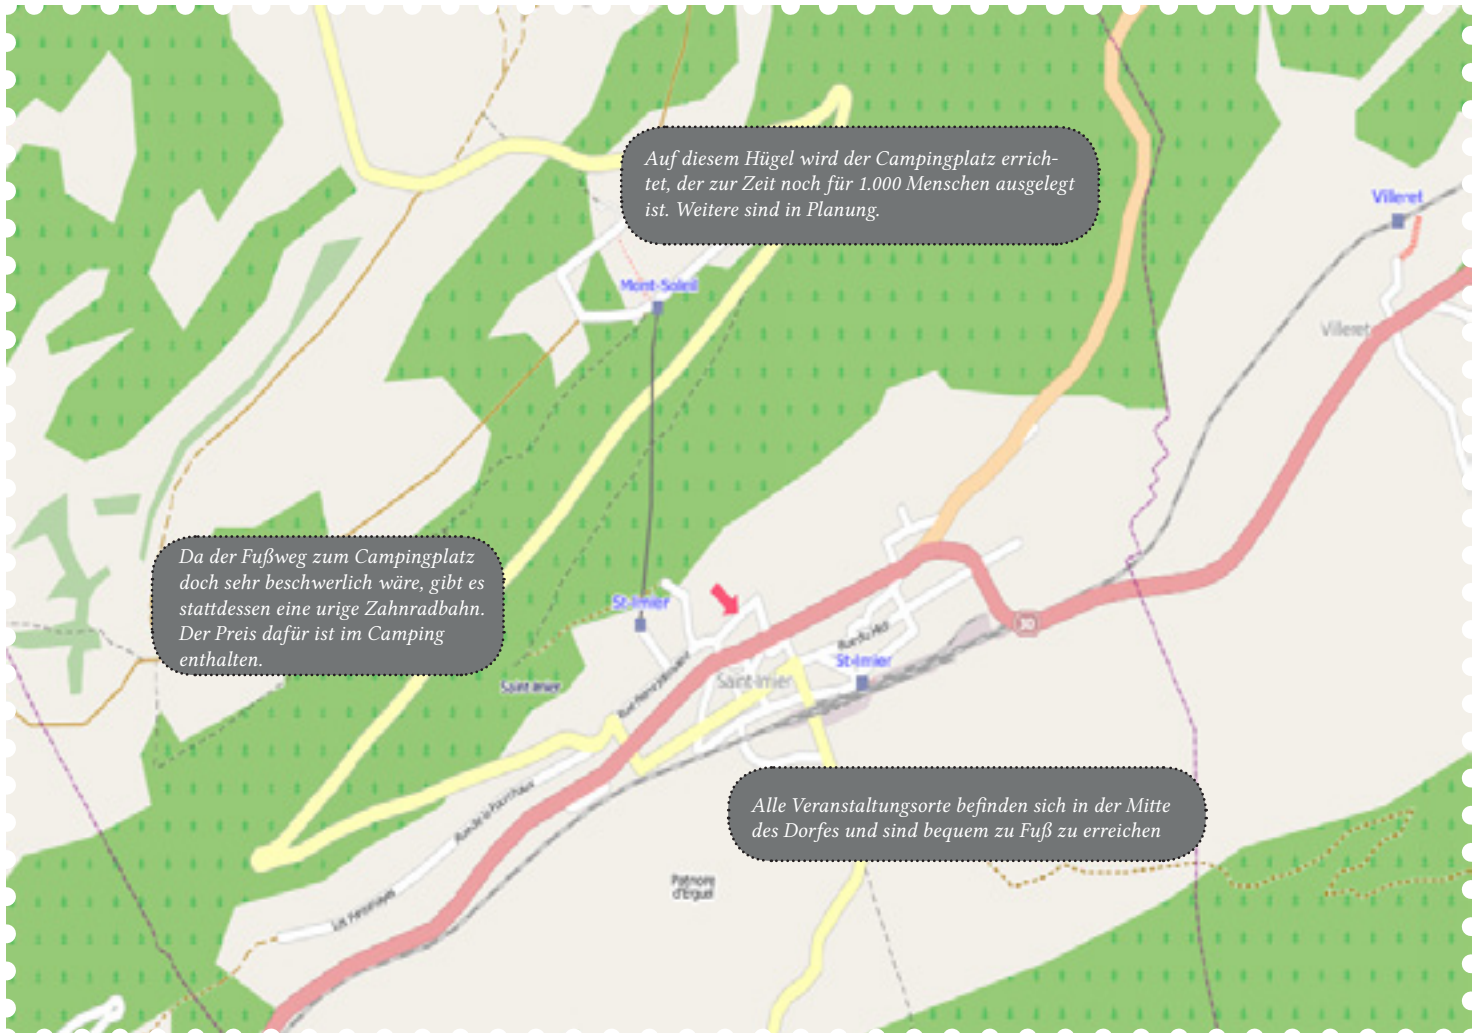 Auf diesem Hügel wird der Campingplatz errich-
tet, der zur Zeit noch für 1.000 Menschen ausgelegt
ist. Weitere sind in Planung.
Villeret
Mont-Soleil
Villeret
Da der Fußweg zum Campingplatz
doch sehr beschwerlich wäre, gibt es
stattdessen eine urige Zahnradbahn.
Der Preis dafür ist im Camping
enthalten.
St-Imier
30
St-Imier
Saint-Imier
Saint-Imier
Alle Veranstaltungsorte befinden sich in der Mitte
des Dorfes und sind bequem zu Fuß zu erreichen